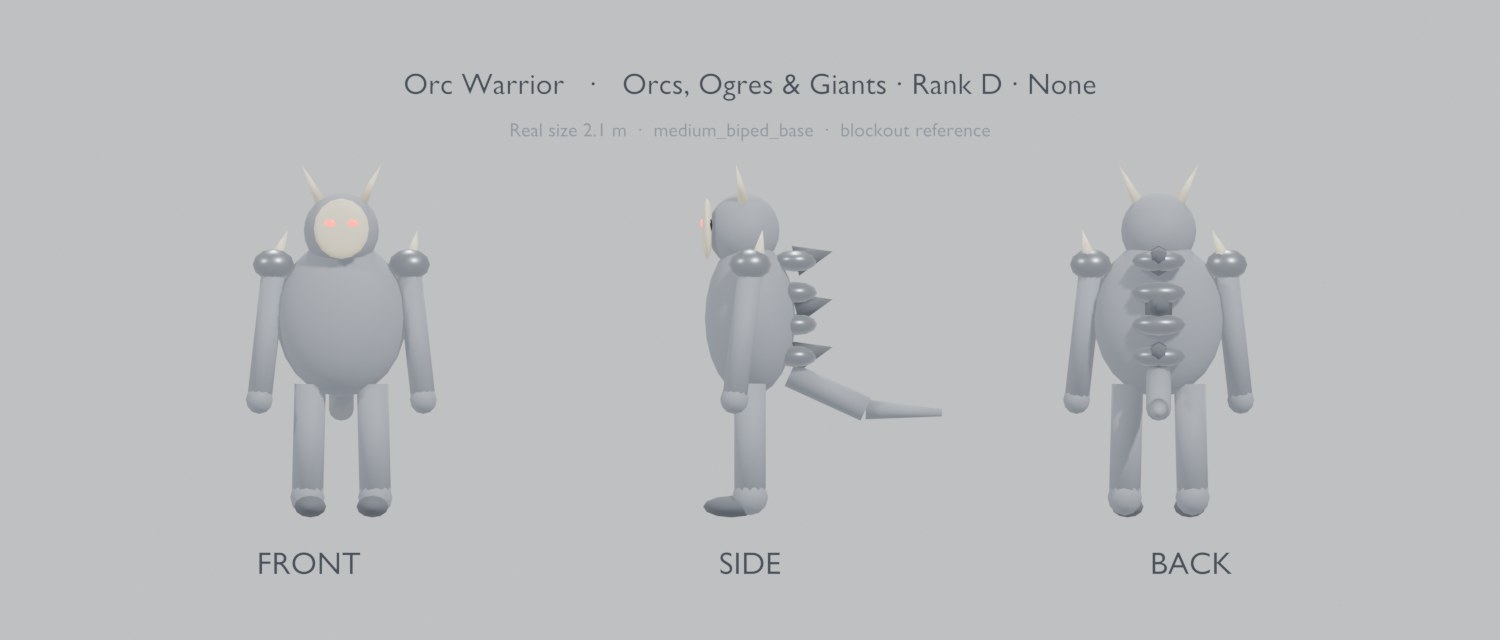 Orc Warrior · Orcs, Ogres & Giants · Rank D · None
Real size 2.1 m · medium_biped_base · blockout reference
FRONT
SIDE
BACK